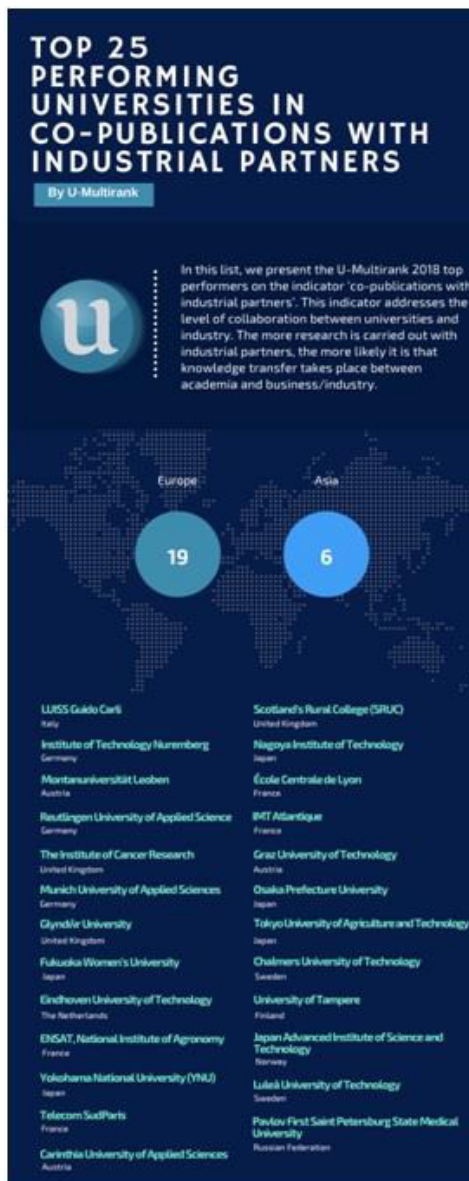 TOP 25
PERFORMING
UNIVERSITIES IN
CO-PUBLICATIONS WITH
INDUSTRIAL PARTNERS
By U-Multirank
u
In this list, we present the U-Multirank 2018 top
performers on the indicator 'co-publications with
industrial partners'. This indicator addresses the
level of collaboration between universities and
industry. The more research is carried out with
industrial partners, the more likely it is that
knowledge transfer takes place between
academia and business/industry.
Europe
Asia
19
6
LUISS Guido Carli
Italy
Institute of Technology Nuremberg
Germany
Montanuniversität Leoben
Austria
Reutlingen University of Applied Science
Germany
The Institute of Cancer Research
United Kingdom
Munich University of Applied Sciences
Germany
Glyndŵr University
United Kingdom
Fukuoka Women's University
Japan
Eindhoven University of Technology
The Netherlands
ENSAT, National Institute of Agronomy
France
Yokohama National University (YNU)
Japan
Telecom SudParis
France
Carinthia University of Applied Sciences
Austria
Scotland's Rural College (SRUC)
United Kingdom
Nagoya Institute of Technology
Japan
École Centrale de Lyon
France
IMT Atlantique
France
Graz University of Technology
Austria
Osaka Prefecture University
Japan
Tokyo University of Agriculture and Technology
Japan
Chalmers University of Technology
Sweden
University of Tampere
Finland
Japan Advanced Institute of Science and
Technology
Norway
Luleå University of Technology
Sweden
Pavlov First Saint Petersburg State Medical
University
Russian Federation